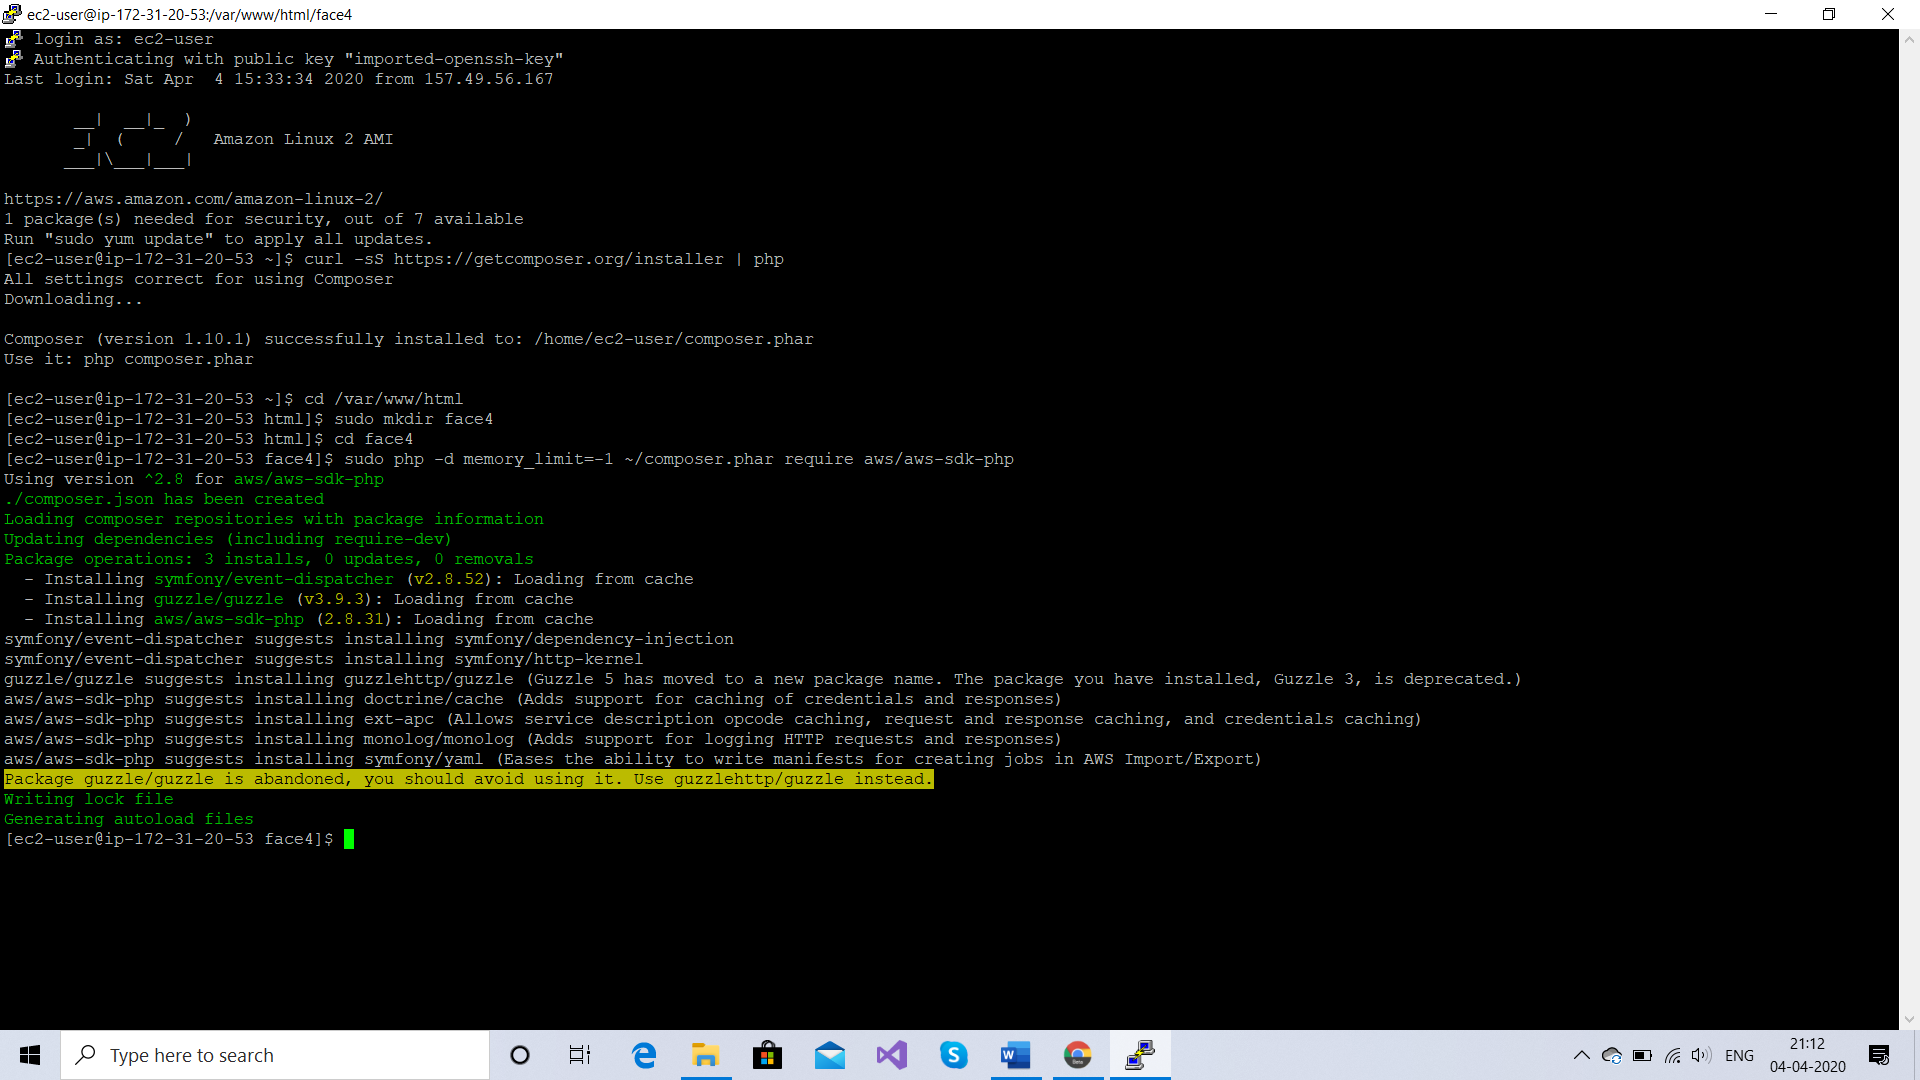 ec2-user@ip-172-31-20-53:/var/www/html/face4
login as: ec2-user
Authenticating with public key "imported-openssh-key"
Last login: Sat Apr  4 15:33:34 2020 from 157.49.56.167
       __|  __|_  )
       _|  (     /   Amazon Linux 2 AMI
      ___|\___|___|
https://aws.amazon.com/amazon-linux-2/
1 package(s) needed for security, out of 7 available
Run "sudo yum update" to apply all updates.
[ec2-user@ip-172-31-20-53 ~]$ curl -sS https://getcomposer.org/installer | php
All settings correct for using Composer
Downloading...
Composer (version 1.10.1) successfully installed to: /home/ec2-user/composer.phar
Use it: php composer.phar
[ec2-user@ip-172-31-20-53 ~]$ cd /var/www/html
[ec2-user@ip-172-31-20-53 html]$ sudo mkdir face4
[ec2-user@ip-172-31-20-53 html]$ cd face4
[ec2-user@ip-172-31-20-53 face4]$ sudo php -d memory_limit=-1 ~/composer.phar require aws/aws-sdk-php
Using version ^2.8 for aws/aws-sdk-php
./composer.json has been created
Loading composer repositories with package information
Updating dependencies (including require-dev)
Package operations: 3 installs, 0 updates, 0 removals
  - Installing symfony/event-dispatcher (v2.8.52): Loading from cache
  - Installing guzzle/guzzle (v3.9.3): Loading from cache
  - Installing aws/aws-sdk-php (2.8.31): Loading from cache
symfony/event-dispatcher suggests installing symfony/dependency-injection
symfony/event-dispatcher suggests installing symfony/http-kernel
guzzle/guzzle suggests installing guzzlehttp/guzzle (Guzzle 5 has moved to a new package name. The package you have installed, Guzzle 3, is deprecated.)
aws/aws-sdk-php suggests installing doctrine/cache (Adds support for caching of credentials and responses)
aws/aws-sdk-php suggests installing ext-apc (Allows service description opcode caching, request and response caching, and credentials caching)
aws/aws-sdk-php suggests installing monolog/monolog (Adds support for logging HTTP requests and responses)
aws/aws-sdk-php suggests installing symfony/yaml (Eases the ability to write manifests for creating jobs in AWS Import/Export)
Package guzzle/guzzle is abandoned, you should avoid using it. Use guzzlehttp/guzzle instead.
Writing lock file
Generating autoload files
[ec2-user@ip-172-31-20-53 face4]$
Type here to search
ENG
21:12
04-04-2020